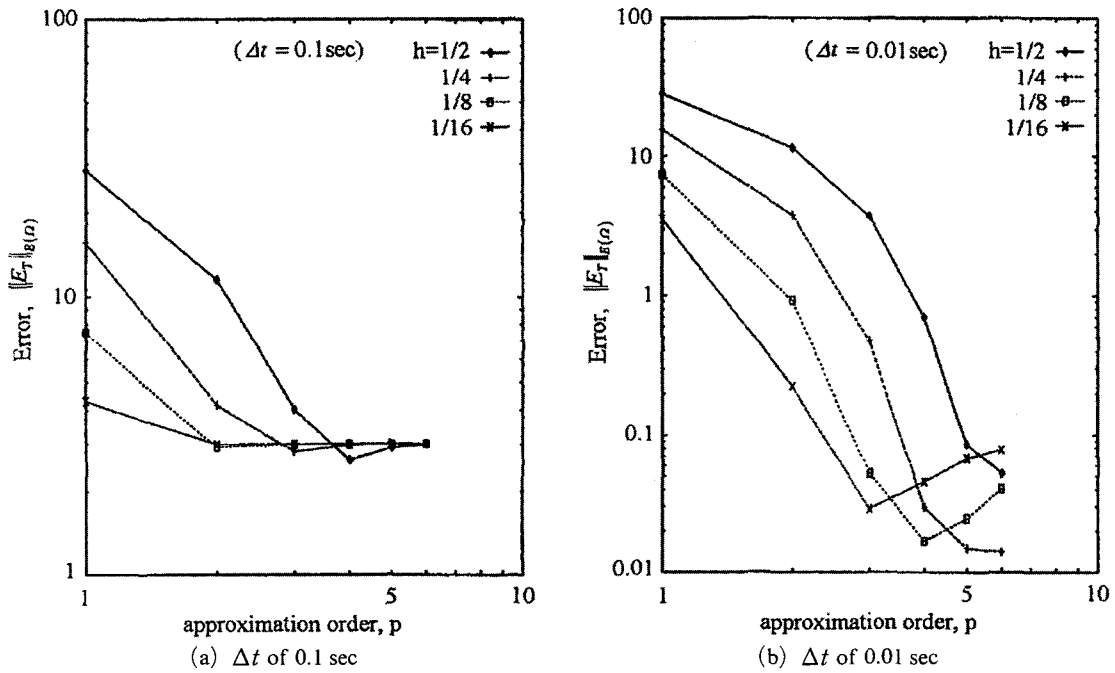 100
10
1
Error, ||E_T||_{E(Ω)}
(Δt = 0.1sec)
h=1/2
1/4
1/8
1/16
1 5 10
approximation order, p
(a) Δt of 0.1 sec
100
10
1
0.1
0.01
Error, ||E_T||_{E(Ω)}
(Δt = 0.01sec)
h=1/2
1/4
1/8
1/16
1 5 10
approximation order, p
(b) Δt of 0.01 sec